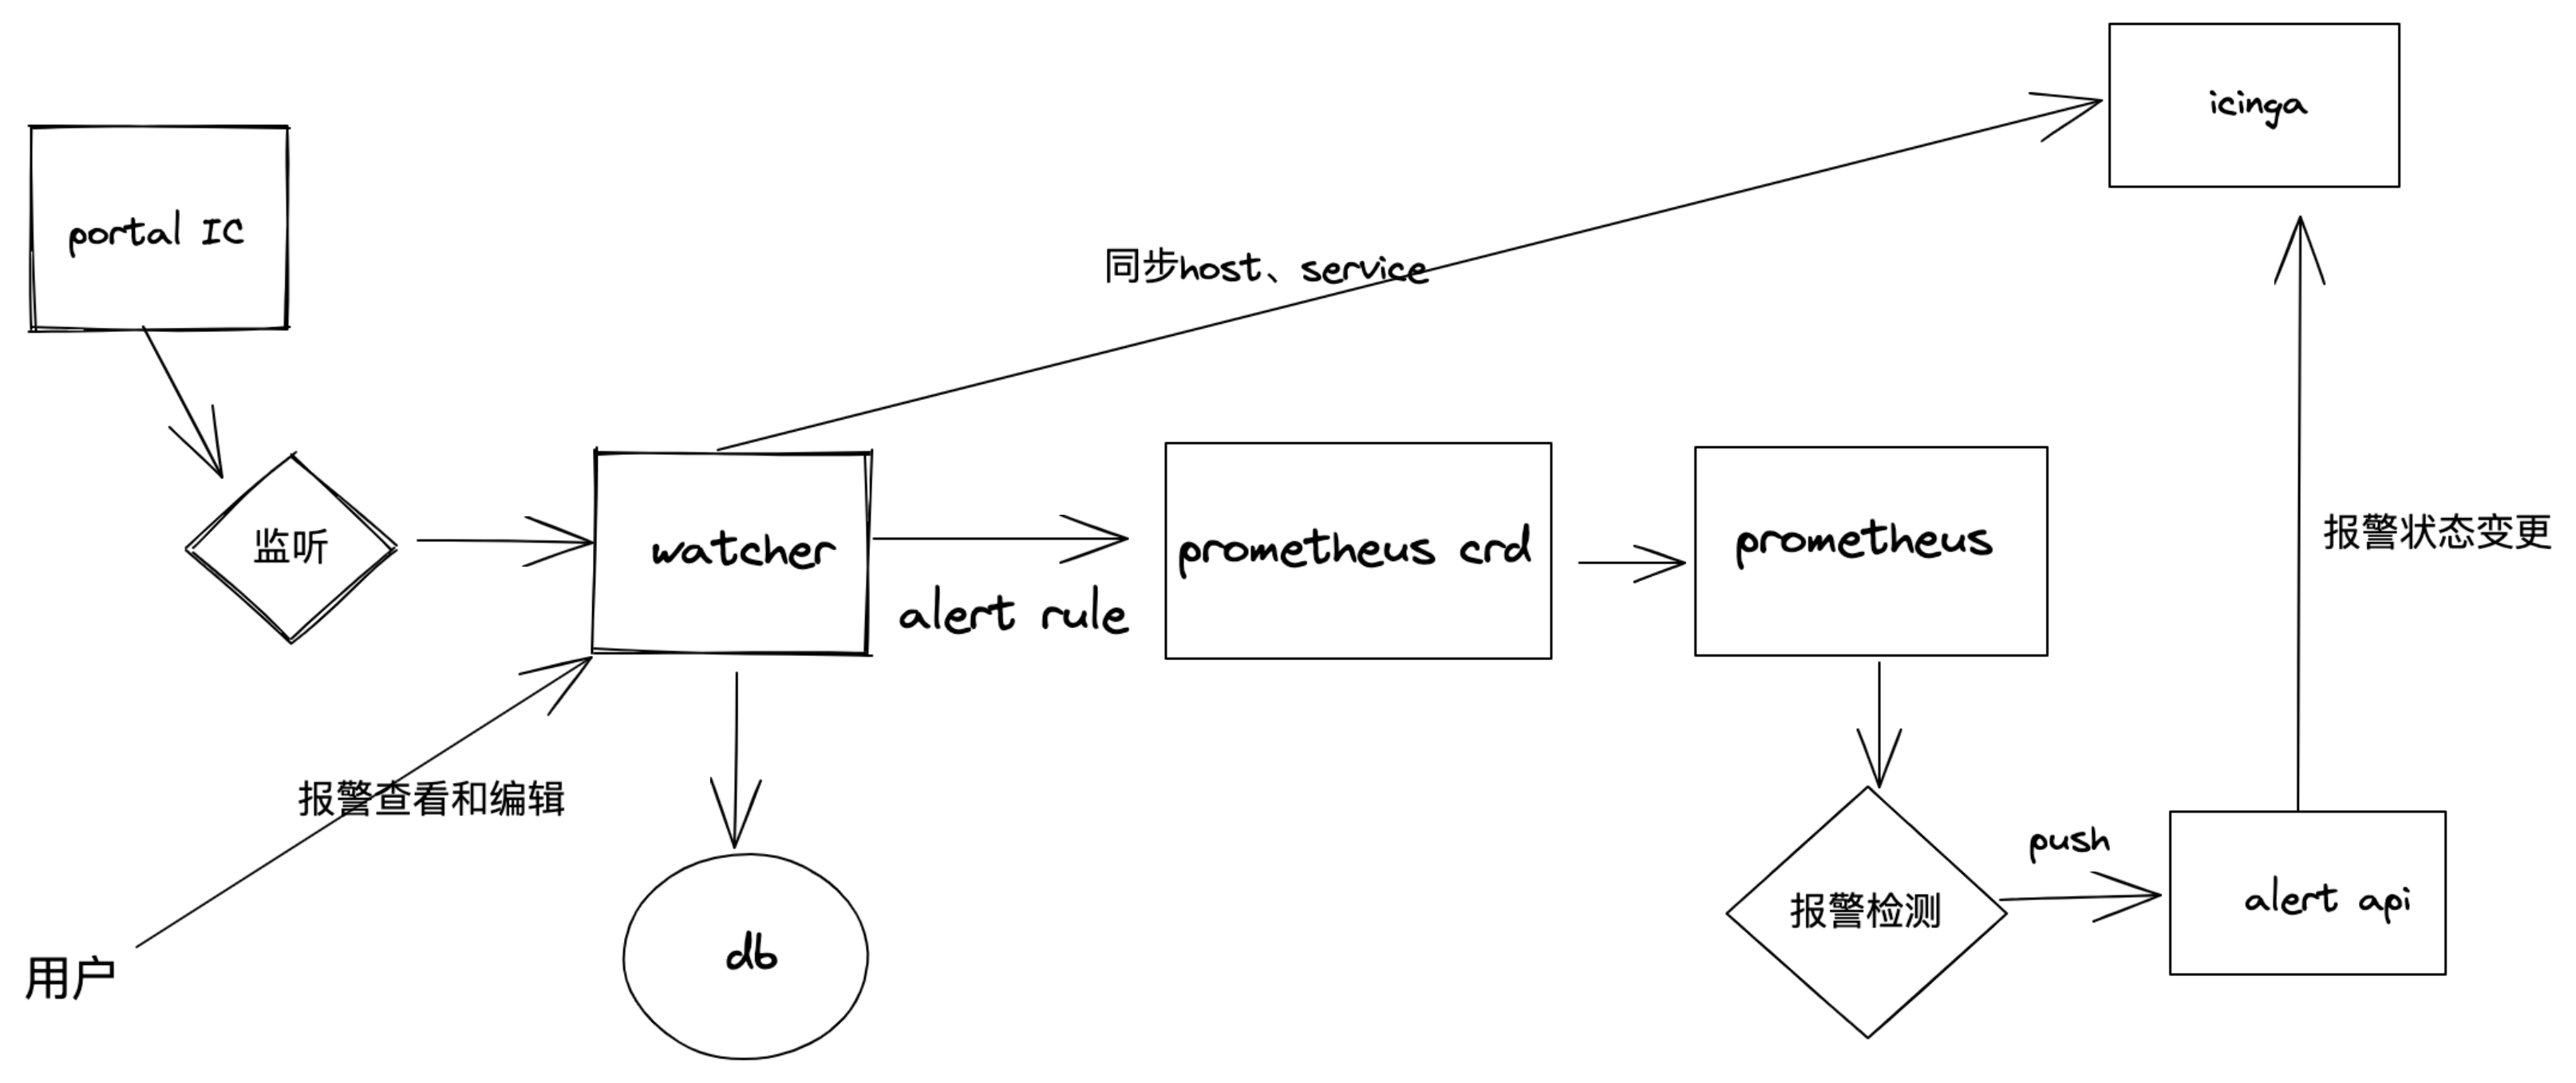 icinga
portal IC
同步host、service
监听
watcher
alert rule
prometheus crd
prometheus
报警状态变更
报警查看和编辑
push
报警检测
alert api
db
用户